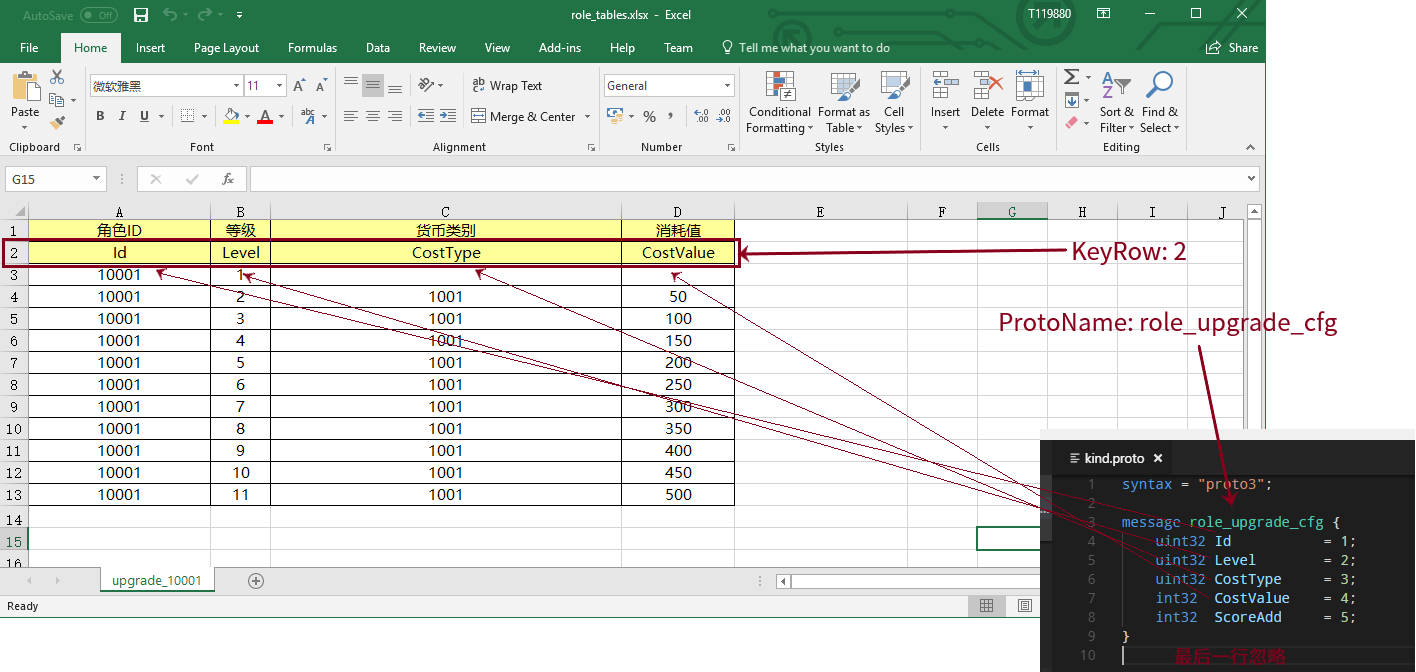 AutoSave Off role_tables.xlsx - Excel T119880
File Home Insert Page Layout Formulas Data Review View Add-ins Help Team Tell me what you want to do Share
微软雅黑 11 Wrap Text General
Paste B I U Merge & Center % Conditional Formatting Format as Table Cell Styles Insert Delete Format Sort & Filter Find & Select
Clipboard Font Alignment Number Styles Cells Editing
G15 fx
A B C D E F G H I J
1 角色ID 等级 货币类别 消耗值
2 Id Level CostType CostValue
KeyRow: 2
3 10001 1
4 10001 2 1001 50
5 10001 3 1001 100
ProtoName: role_upgrade_cfg
6 10001 4 1001 150
7 10001 5 1001 200
8 10001 6 1001 250
9 10001 7 1001 300
10 10001 8 1001 350
11 10001 9 1001 400
12 10001 10 1001 450
13 10001 11 1001 500
14
15
16
upgrade_10001
Ready
kind.proto
1 syntax = "proto3";
2
3 message role_upgrade_cfg {
4 uint32 Id = 1;
5 uint32 Level = 2;
6 uint32 CostType = 3;
7 int32 CostValue = 4;
8 int32 ScoreAdd = 5;
9 }
10 最后一行忽略